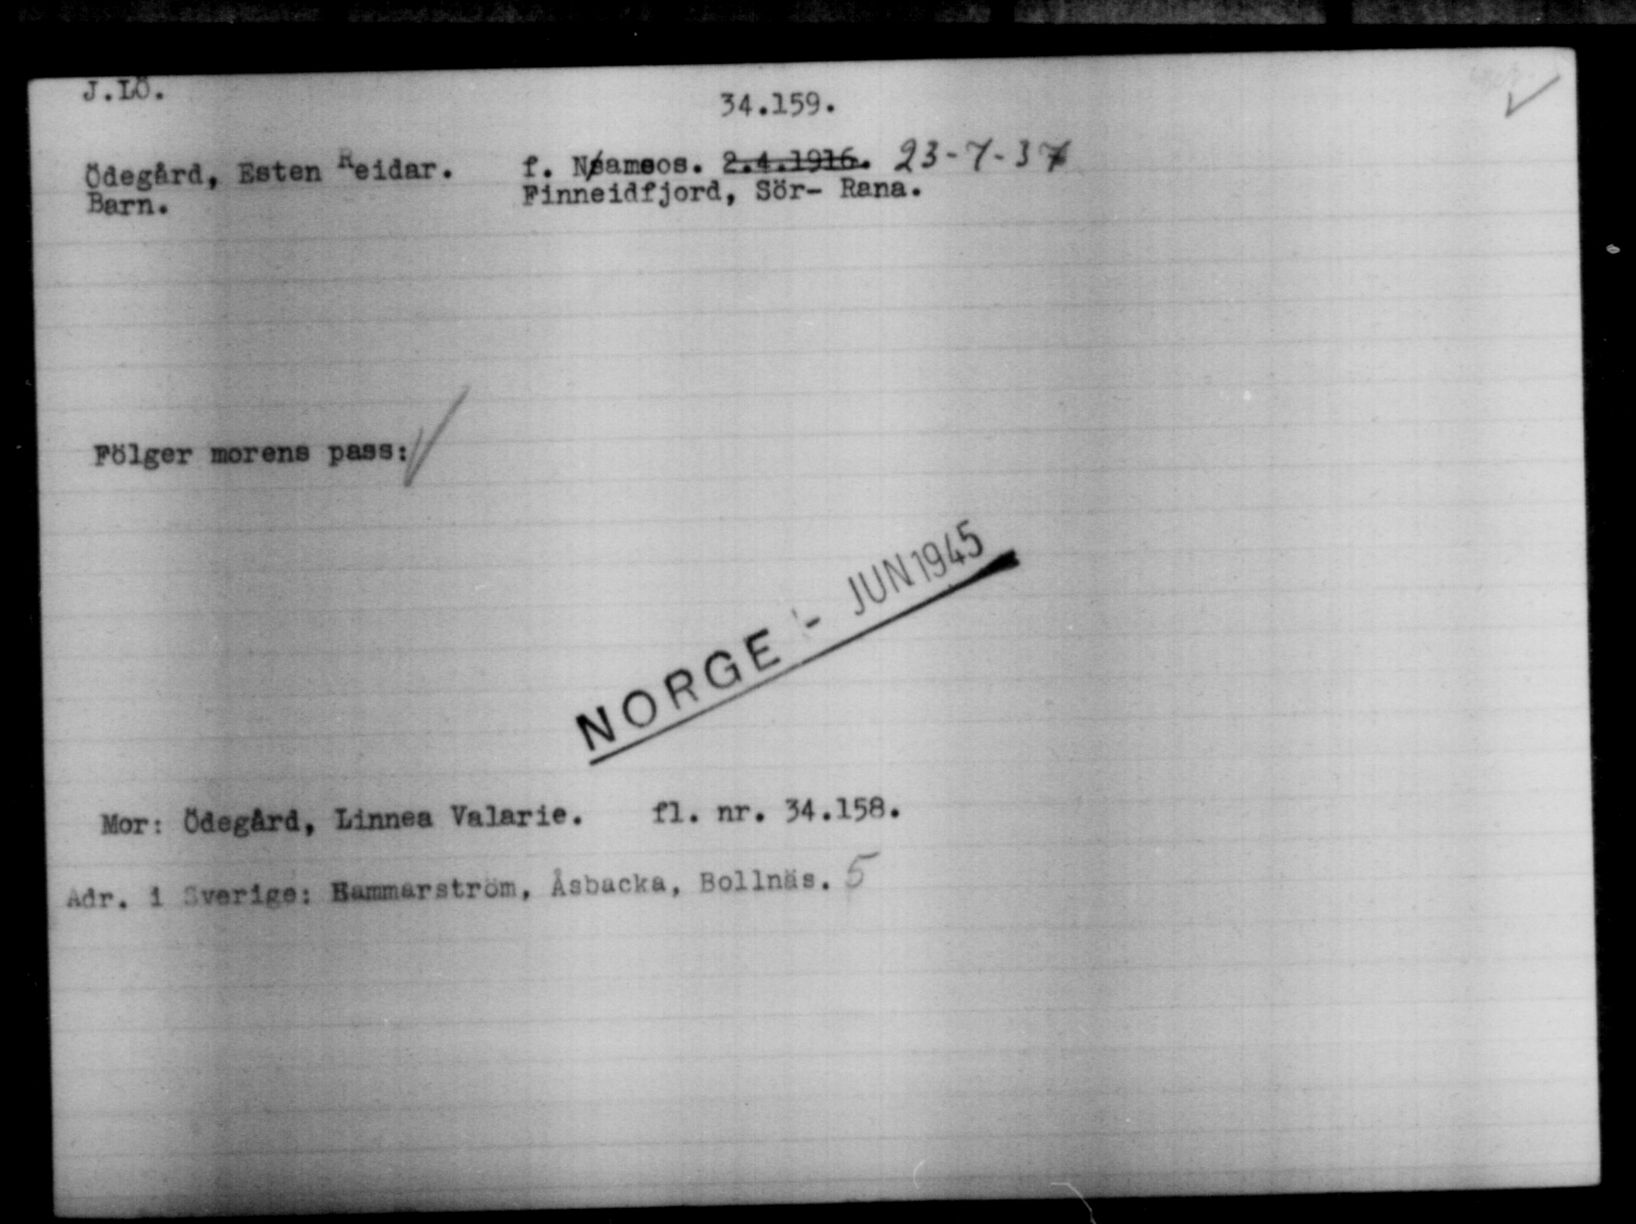 J.LÖ.
34.159.
Ödegård, Esten Reidar. f. Namsos. 2.4.1916. 23-7-37
Barn. Finneidfjord, Sör- Rana.
Fölger morens pass:
NORGE - JUN 1945
Mor: Ödegård, Linnea Valarie. fl. nr. 34.158.
Adr. i Sverige: Hammarström, Åsbacka, Bollnäs. 5